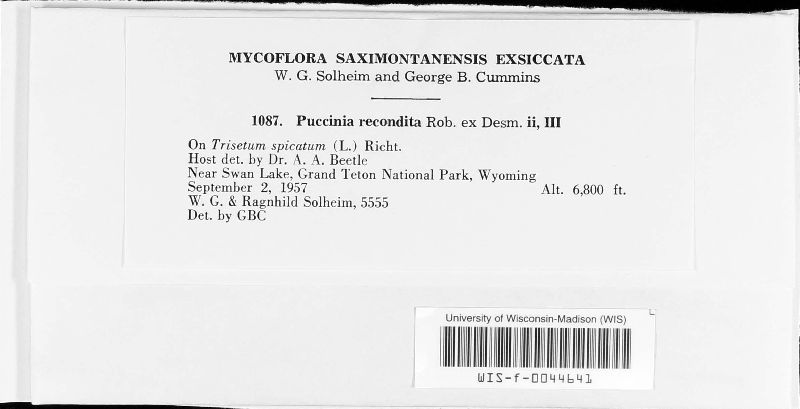 MYCOFLORA SAXIMONTANENSIS EXSICCATA
W. G. Solheim and George B. Cummins
1087. Puccinia recondita Rob. ex Desm. ii, III
On Trisetum spicatum (L.) Richt.
Host det. by Dr. A. A. Beetle
Near Swan Lake, Grand Teton National Park, Wyoming
September 2, 1957 Alt. 6,800 ft.
W. G. & Ragnhild Solheim, 5555
Det. by GBC
University of Wisconsin-Madison (WIS)
WIS-f-0044641